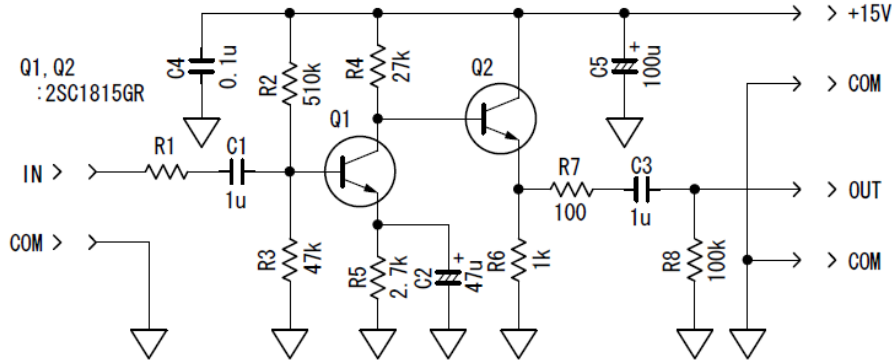 +15V
Q1, Q2
:2SC1815GR
C4
0.1u
R2
510k
R4
27k
Q2
C5
+
100u
COM
Q1
R1
C1
1u
IN
R7
100
C3
1u
OUT
COM
R3
47k
R5
2.7k
C2
+
47u
R6
1k
R8
100k
COM